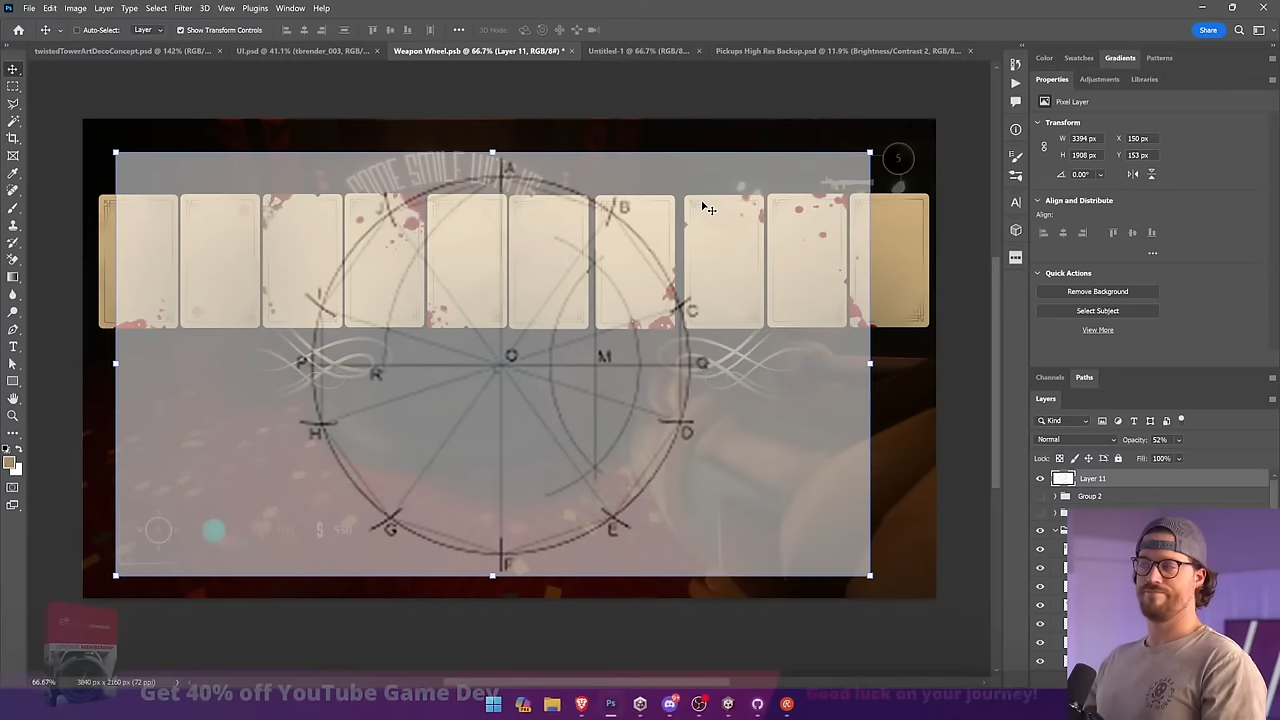 File Edit Image Layer Type Select Filter 3D View Plugins Window Help
Auto-Select: Layer Show Transform Controls 3D Mode: Share
twistedTowerArtDecoConcept.psd @ 142% (RGB/... × UI.psd @ 41.1% (tbrender_003, RGB/... × Weapon Wheel.psb @ 66.7% (Layer 11, RGB/8#) * × Untitled-1 @ 66.7% (RGB/8... × Pickups High Res Backup.psd @ 11.9% (Brightness/Contrast 2, RGB/8... ×
Color Swatches Gradients Patterns
Properties Adjustments Libraries
Pixel Layer
Transform
W 3394 px X 150 px
H 1908 px Y 153 px
0.00°
Align and Distribute
Align:
Quick Actions
Remove Background
Select Subject
View More
Channels Paths
Layers
Kind
Normal Opacity: 52%
Lock: Fill: 100%
Layer 11
Group 2
SMILE
5
A
J B
I C
P R O M Q
H D
G E
F
$ 550
66.67% 3840 px x 2160 px (72 ppi)
Get 40% off YouTube Game Dev
Good luck on your journey!